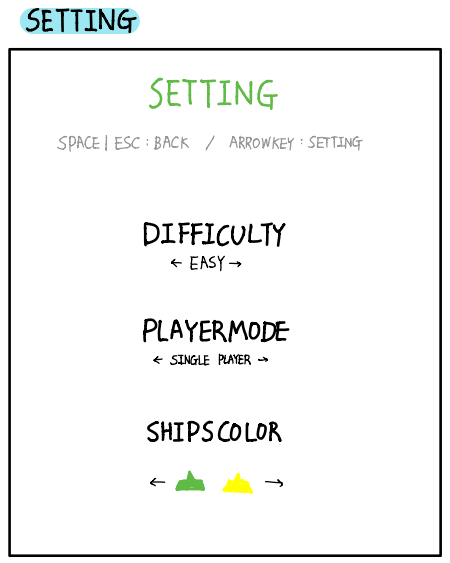 SETTING
SETTING
SPACE | ESC : BACK / ARROWKEY : SETTING
DIFFICULTY
← EASY →
PLAYERMODE
← SINGLE PLAYER →
SHIPSCOLOR
← →